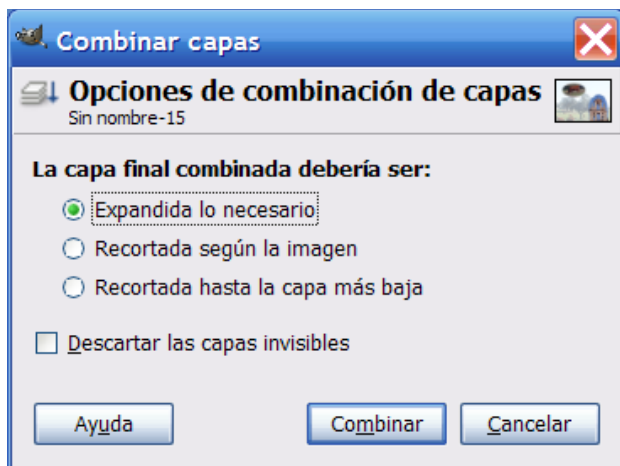 Combinar capas
Opciones de combinación de capas
Sin nombre-15
La capa final combinada debería ser:
Expandida lo necesario
Recortada según la imagen
Recortada hasta la capa más baja
Descartar las capas invisibles
Ayuda Combinar Cancelar